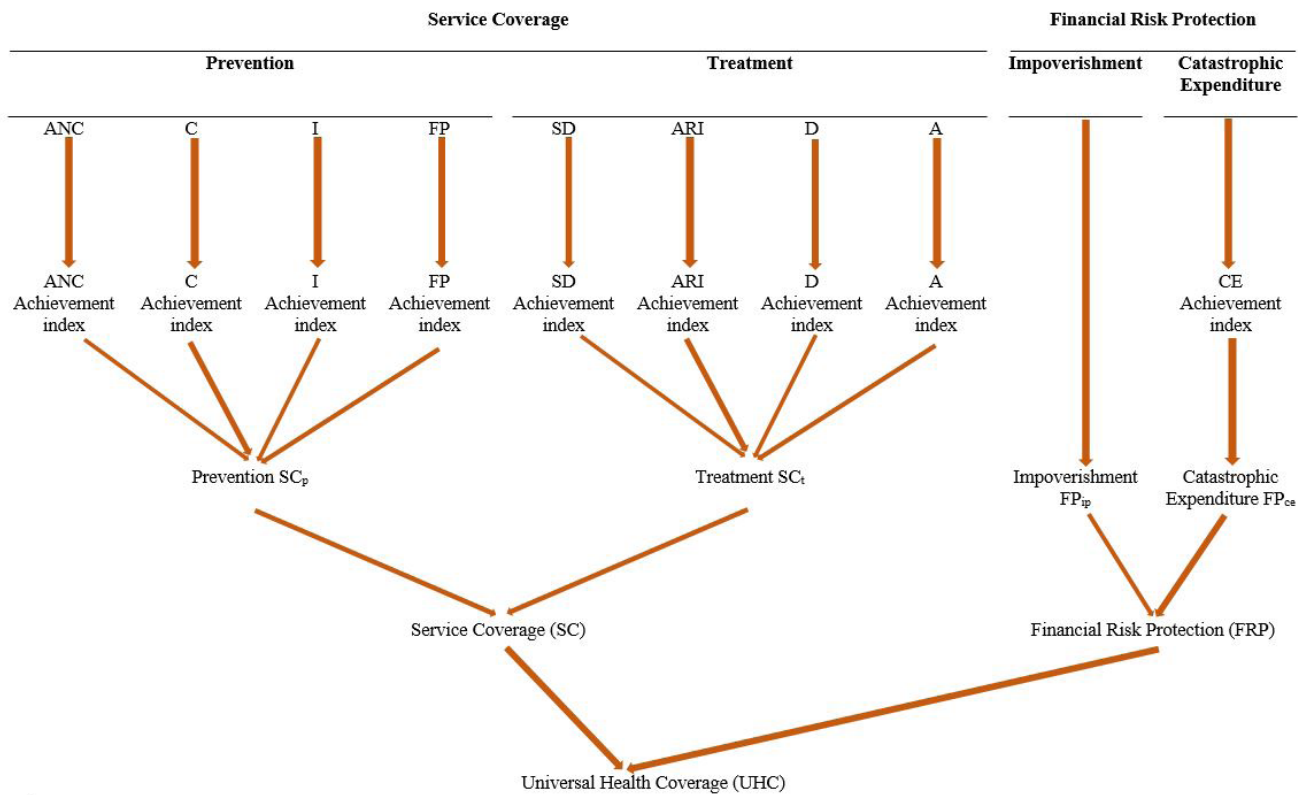 Service Coverage
Financial Risk Protection
Prevention
Treatment
Impoverishment
Catastrophic
Expenditure
ANC
C
I
FP
SD
ARI
D
A
ANC
Achievement
index
C
Achievement
index
I
Achievement
index
FP
Achievement
index
SD
Achievement
index
ARI
Achievement
index
D
Achievement
index
A
Achievement
index
CE
Achievement
index
Prevention SCp
Treatment SCt
Impoverishment
FPip
Catastrophic
Expenditure FPce
Service Coverage (SC)
Financial Risk Protection (FRP)
Universal Health Coverage (UHC)